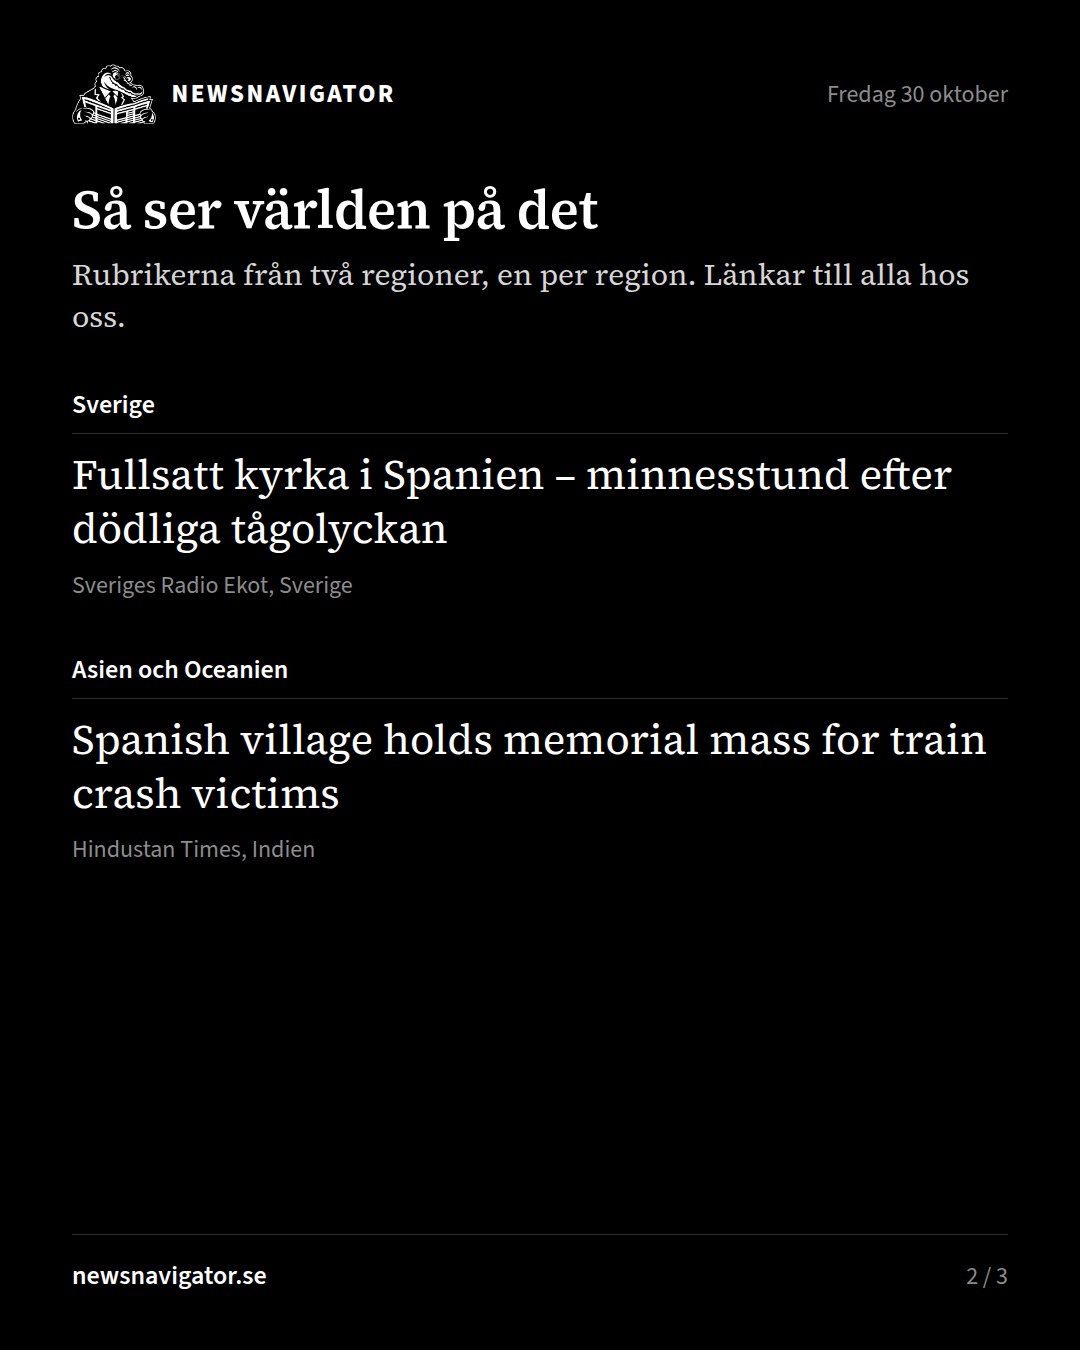 NEWSNAVIGATOR
Fredag 30 oktober
Så ser världen på det
Rubrikerna från två regioner, en per region. Länkar till alla hos
oss.
Sverige
Fullsatt kyrka i Spanien – minnesstund efter
dödliga tågolyckan
Sveriges Radio Ekot, Sverige
Asien och Oceanien
Spanish village holds memorial mass for train
crash victims
Hindustan Times, Indien
newsnavigator.se
2 / 3